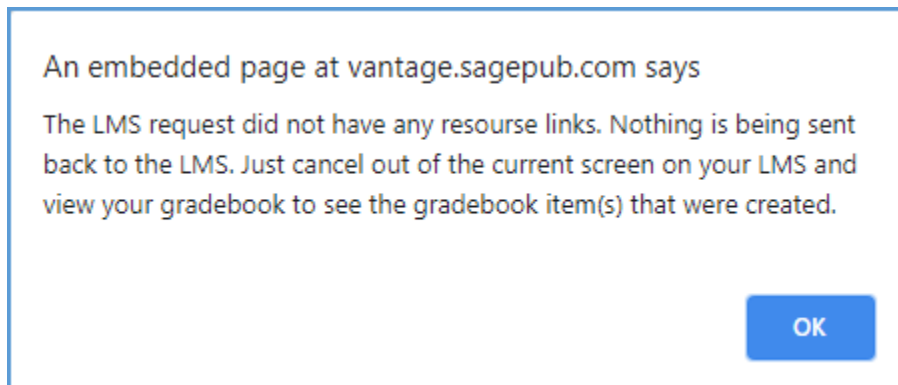 An embedded page at vantage.sagepub.com says
The LMS request did not have any resourse links. Nothing is being sent
back to the LMS. Just cancel out of the current screen on your LMS and
view your gradebook to see the gradebook item(s) that were created.
OK